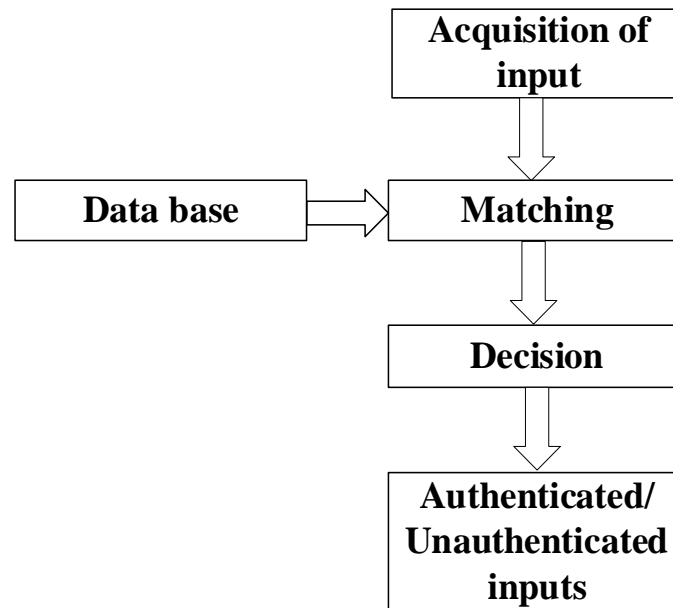 Acquisition of
input
Data base
Matching
Decision
Authenticated/
Unauthenticated
inputs